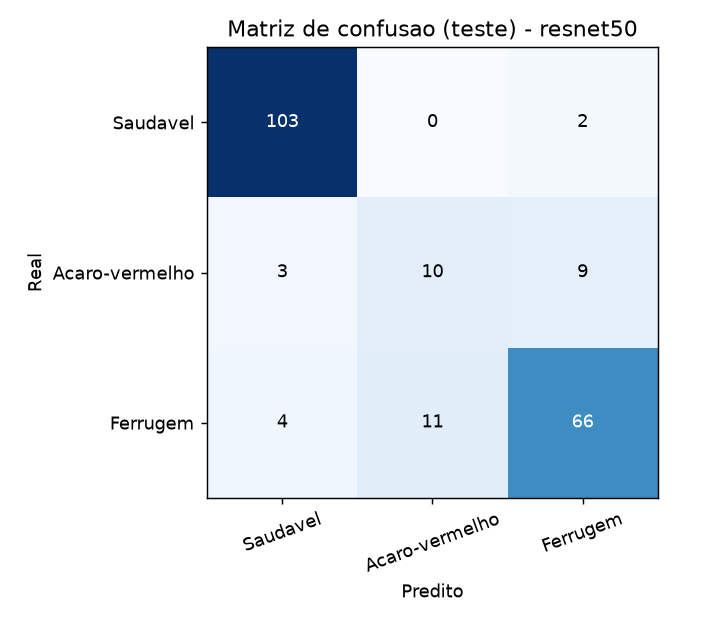 Matriz de confusao (teste) - resnet50
Real
Saudavel 103 0 2
Acaro-vermelho 3 10 9
Ferrugem 4 11 66
Saudavel Acaro-vermelho Ferrugem
Predito